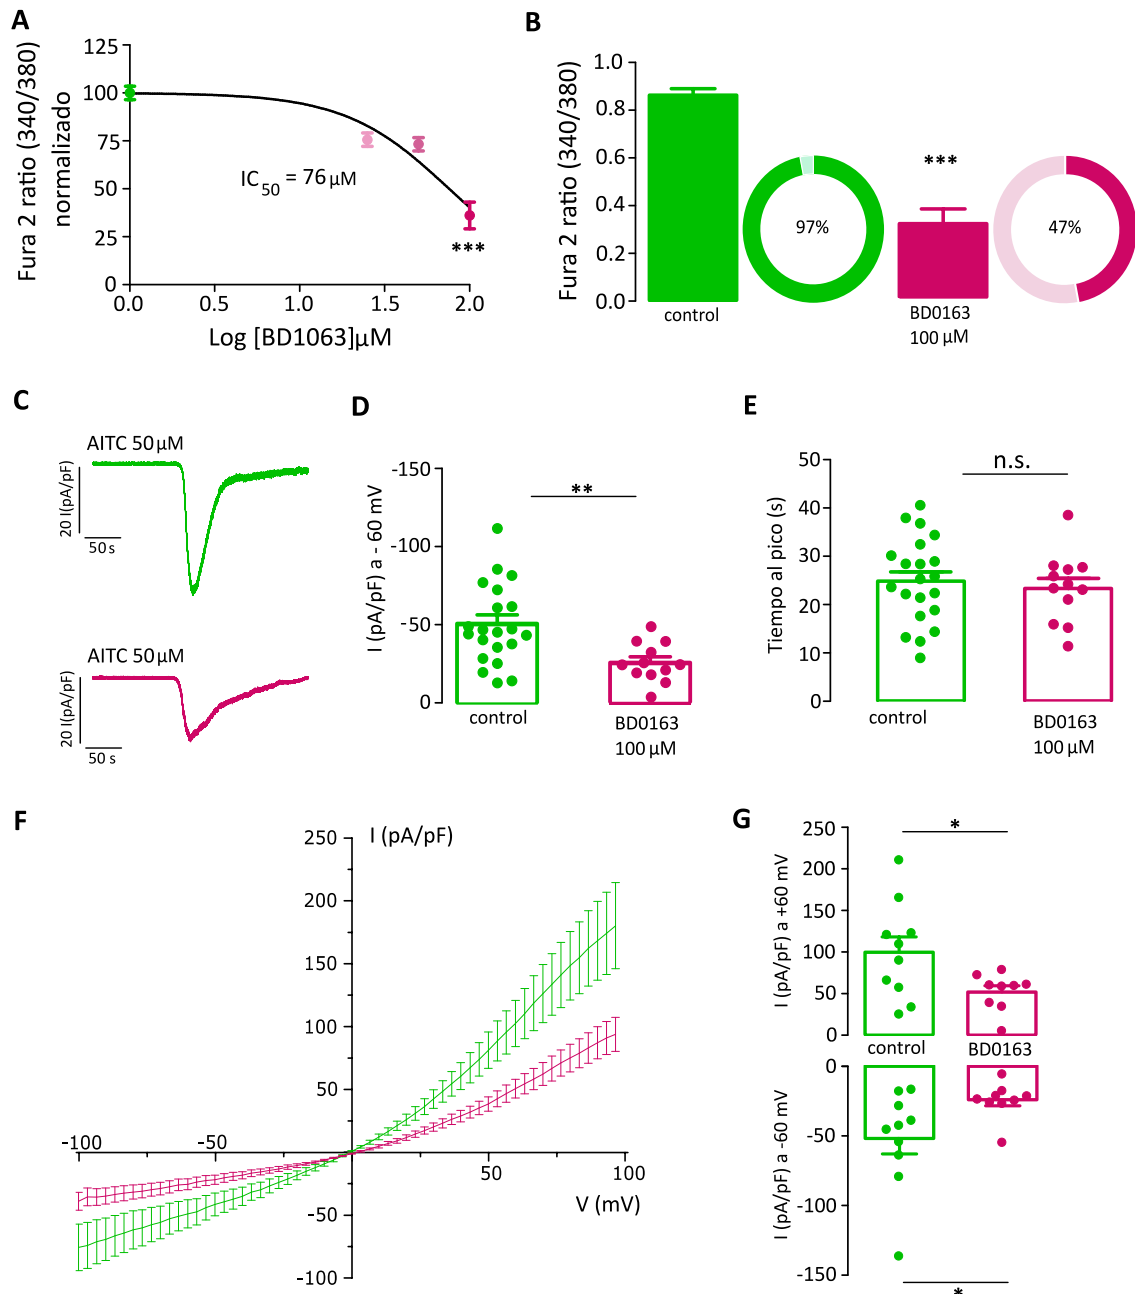 A
Fura 2 ratio (340/380)
normalizado
125
100
75
50
25
0
IC50 = 76 µM
***
0.0
0.5
1.0
1.5
2.0
Log [BD1063]µM
B
Fura 2 ratio (340/380)
1.0
0.8
0.6
0.4
0.2
0.0
97%
***
47%
control
BD0163
100 µM
C
AITC 50 µM
20 I(pA/pF)
50 s
AITC 50 µM
20 I(pA/pF)
50 s
D
I (pA/pF) a - 60 mV
-150
-100
-50
0
**
control
BD0163
100 µM
E
Tiempo al pico (s)
50
40
30
20
10
0
n.s.
control
BD0163
100 µM
F
I (pA/pF)
250
200
150
100
50
-50
-100
-100
-50
50
100
V (mV)
G
I (pA/pF) a +60 mV
250
200
150
100
50
0
*
control
BD0163
I (pA/pF) a -60 mV
0
-50
-100
-150
*